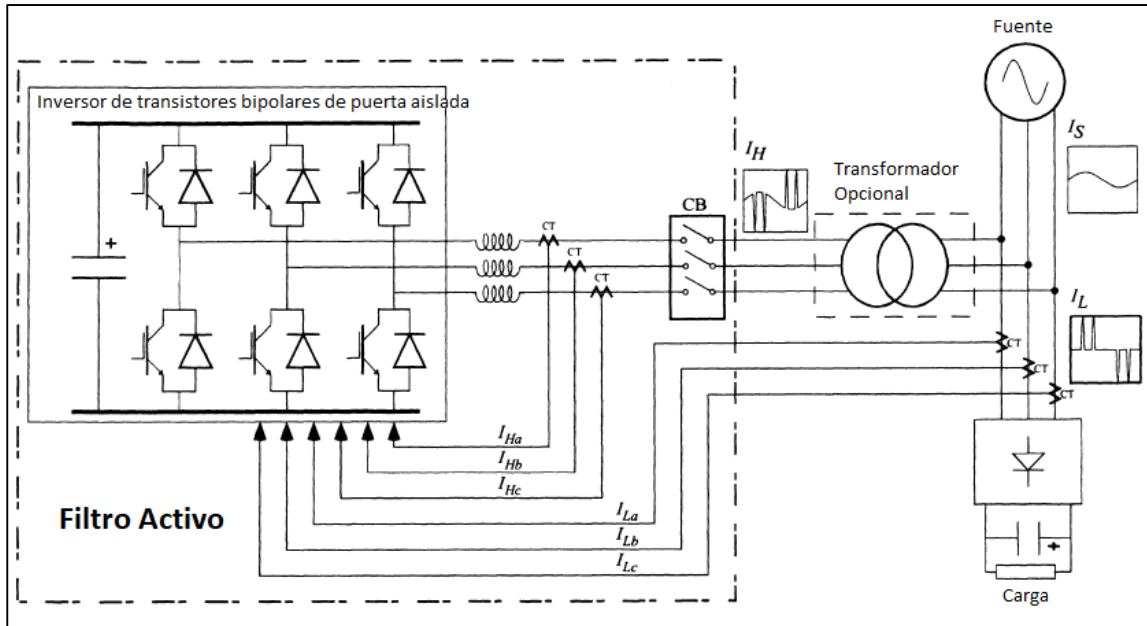 Fuente
Inversor de transistores bipolares de puerta aislada
I_S
I_H
Transformador
Opcional
CB
+
CT
CT
CT
I_L
CT
CT
CT
I_Ha
I_Hb
I_Hc
Filtro Activo
I_La
I_Lb
I_Lc
+
Carga